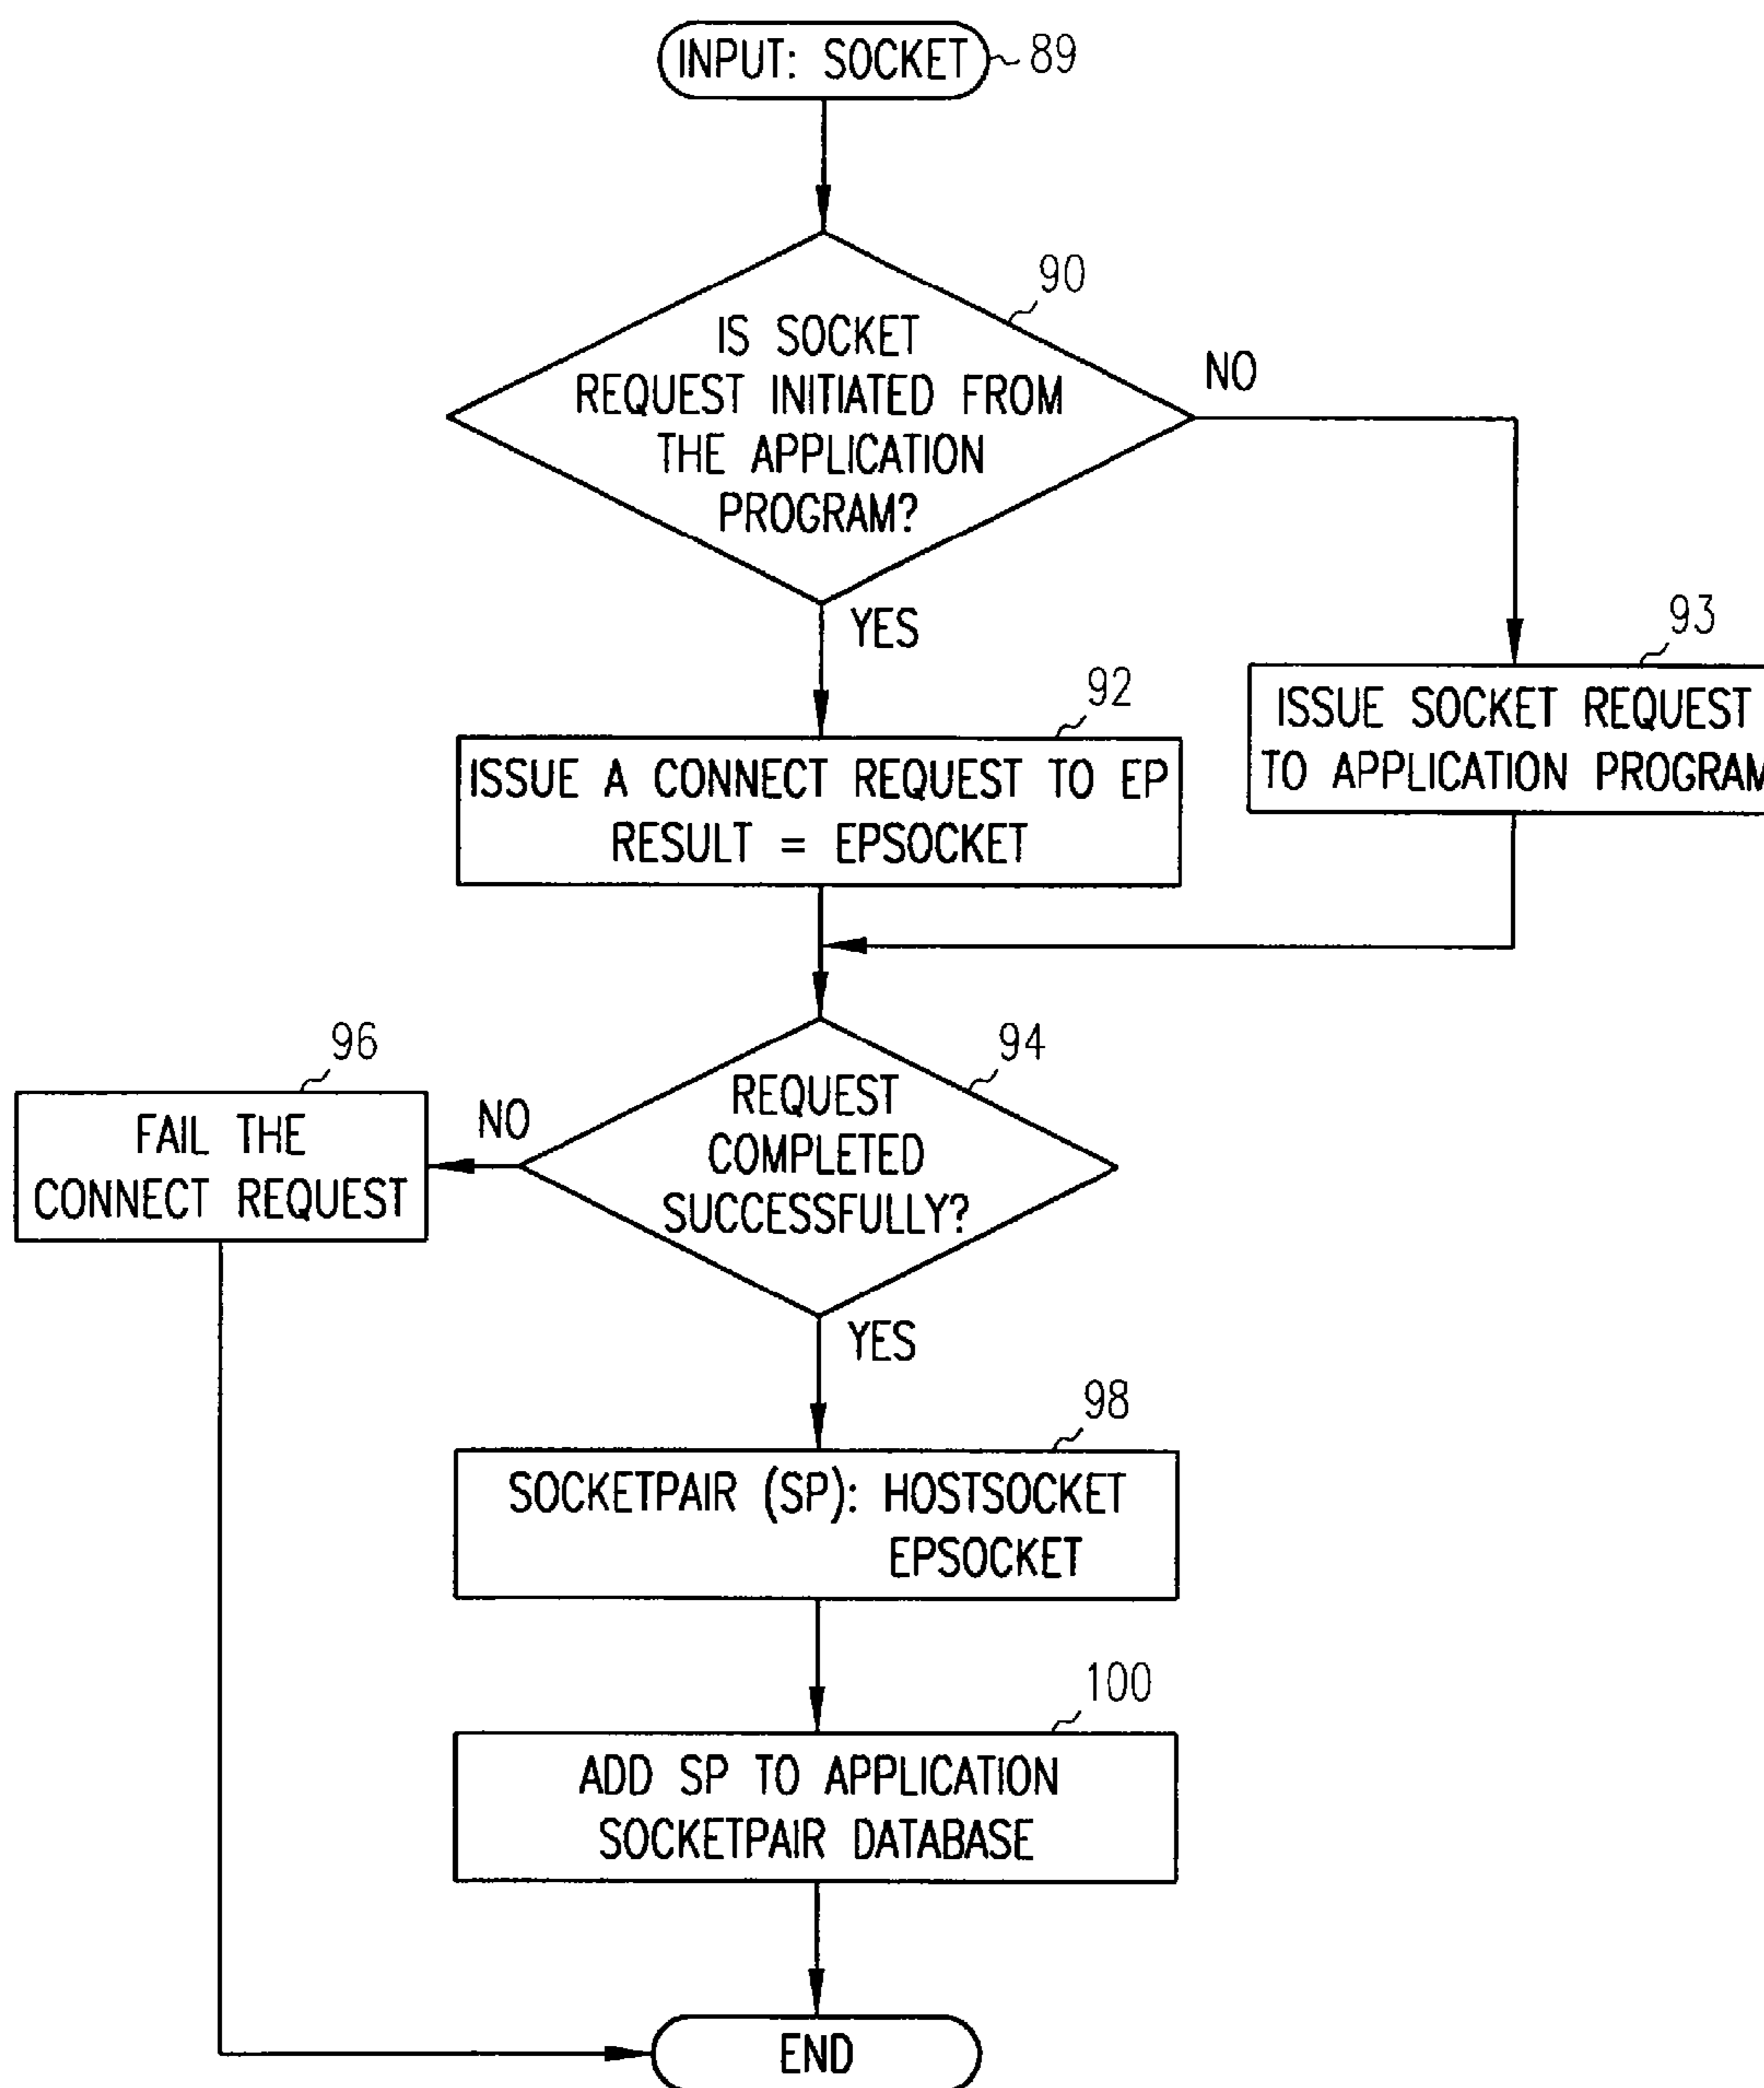 INPUT: SOCKET
89
90
IS SOCKET
REQUEST INITIATED FROM
THE APPLICATION
PROGRAM?
NO
YES
93
ISSUE SOCKET REQUEST
TO APPLICATION PROGRAM
92
ISSUE A CONNECT REQUEST TO EP
RESULT = EPSOCKET
94
REQUEST
COMPLETED
SUCCESSFULLY?
NO
96
FAIL THE
CONNECT REQUEST
YES
98
SOCKETPAIR (SP): HOSTSOCKET
EPSOCKET
100
ADD SP TO APPLICATION
SOCKETPAIR DATABASE
END